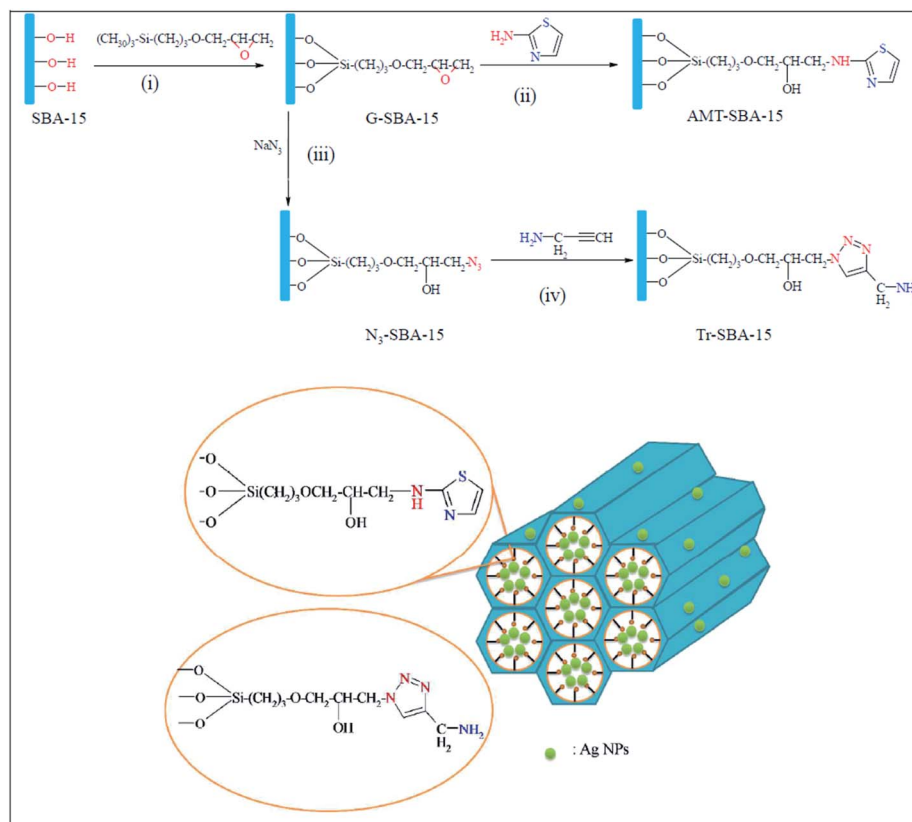 O-H
O-H
O-H
SBA-15
(CH₃0)₃-Si-(CH₂)₃-O-CH₂-CH-CH₂
O
(i)
O
O
O
Si-(CH₂)₃-O-CH₂-CH-CH₂
O
G-SBA-15
H₂N
S
N
(ii)
O
O
O
Si-(CH₂)₃-O-CH₂-CH-CH₂-NH
OH
S
N
AMT-SBA-15
NaN₃
(iii)
O
O
O
Si-(CH₂)₃-O-CH₂-CH-CH₂-N₃
OH
N₃-SBA-15
H₂N-C-≡CH
H₂
(iv)
O
O
O
Si-(CH₂)₃-O-CH₂-CH-CH₂-N
OH
N
N
C
H₂
NH
Tr-SBA-15
-O
-O
-O
Si(CH₂)₃OCH₂-CH-CH₂-N
H
OH
S
N
—O
—O
—O
Si-(CH₂)₃-O-CH₂-CH-CH₂-N
OH
N
N
C-NH₂
H₂
: Ag NPs